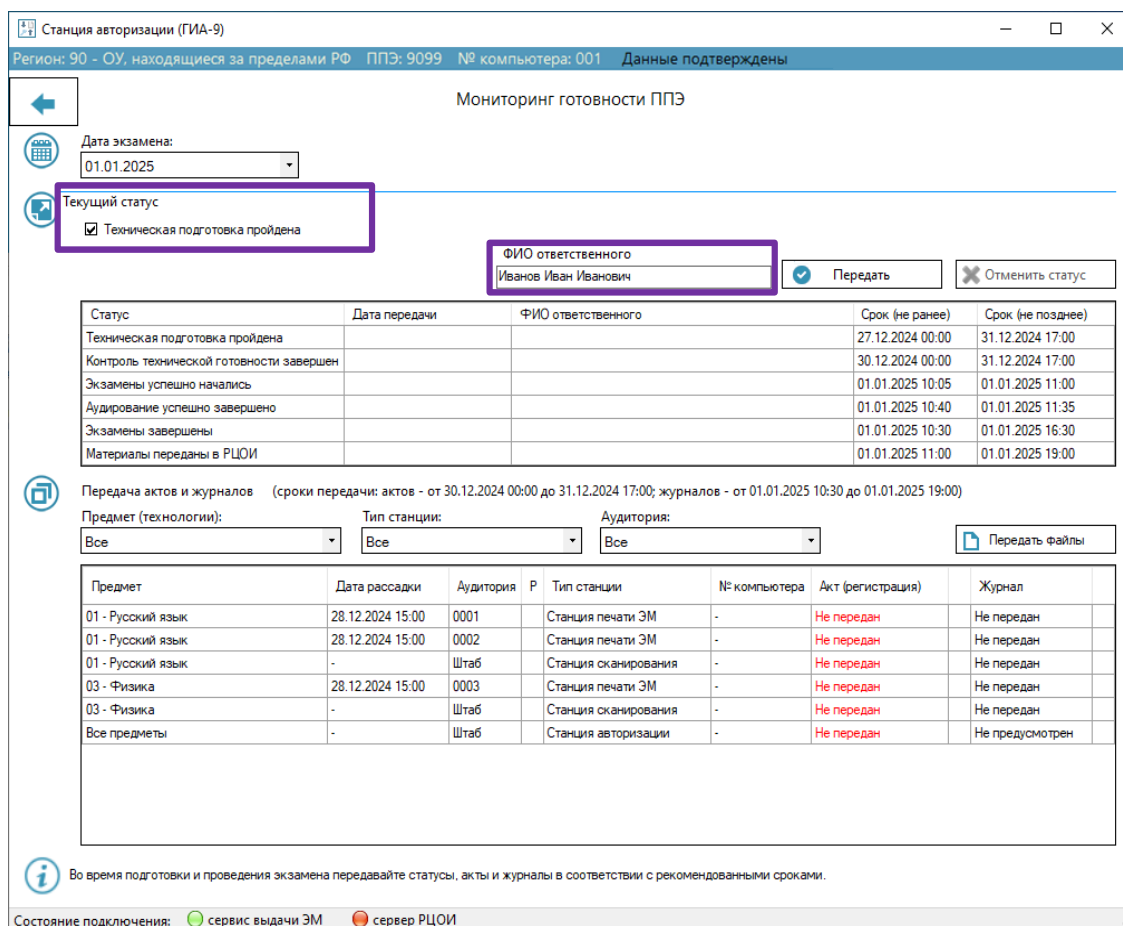 Станция авторизации (ГИА-9)
Регион: 90 - ОУ, находящиеся за пределами РФ ППЭ: 9099 № компьютера: 001 Данные подтверждены
Мониторинг готовности ППЭ
Дата экзамена:
01.01.2025
Текущий статус
Техническая подготовка пройдена
ФИО ответственного
Иванов Иван Иванович Передать Отменить статус
Статус Дата передачи ФИО ответственного Срок (не ранее) Срок (не позднее)
Техническая подготовка пройдена 27.12.2024 00:00 31.12.2024 17:00
Контроль технической готовности завершен 30.12.2024 00:00 31.12.2024 17:00
Экзамены успешно начались 01.01.2025 10:05 01.01.2025 11:00
Аудирование успешно завершено 01.01.2025 10:40 01.01.2025 11:35
Экзамены завершены 01.01.2025 10:30 01.01.2025 16:30
Материалы переданы в РЦОИ 01.01.2025 11:00 01.01.2025 19:00
Передача актов и журналов (сроки передачи: актов - от 30.12.2024 00:00 до 31.12.2024 17:00; журналов - от 01.01.2025 10:30 до 01.01.2025 19:00)
Предмет (технологии): Тип станции: Аудитория:
Все Все Все Передать файлы
Предмет Дата рассадки Аудитория Р Тип станции № компьютера Акт (регистрация) Журнал
01 - Русский язык 28.12.2024 15:00 0001 Станция печати ЭМ - Не передан Не передан
01 - Русский язык 28.12.2024 15:00 0002 Станция печати ЭМ - Не передан Не передан
01 - Русский язык - Штаб Станция сканирования - Не передан Не передан
03 - Физика 28.12.2024 15:00 0003 Станция печати ЭМ - Не передан Не передан
03 - Физика - Штаб Станция сканирования - Не передан Не передан
Все предметы - Штаб Станция авторизации - Не передан Не предусмотрен
Во время подготовки и проведения экзамена передавайте статусы, акты и журналы в соответствии с рекомендованными сроками.
Состояние подключения: сервис выдачи ЭМ сервер РЦОИ